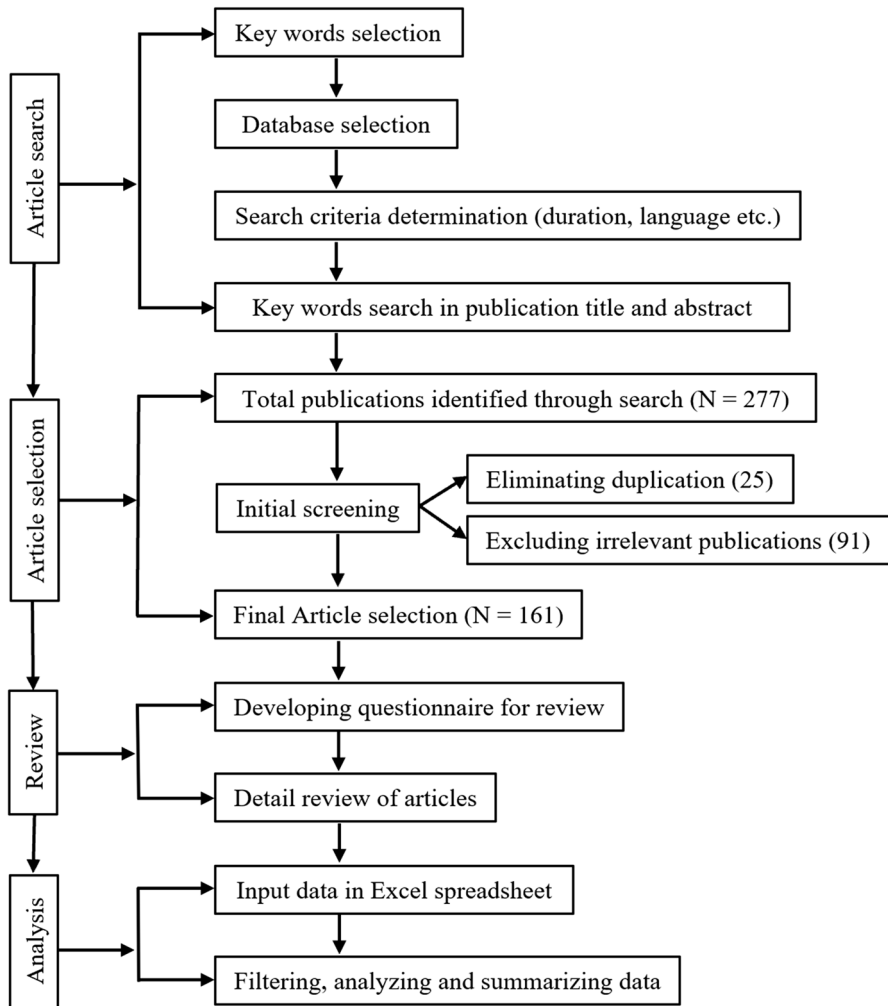 Article search
Key words selection
Database selection
Search criteria determination (duration, language etc.)
Key words search in publication title and abstract
Article selection
Total publications identified through search (N = 277)
Initial screening
Eliminating duplication (25)
Excluding irrelevant publications (91)
Final Article selection (N = 161)
Review
Developing questionnaire for review
Detail review of articles
Analysis
Input data in Excel spreadsheet
Filtering, analyzing and summarizing data